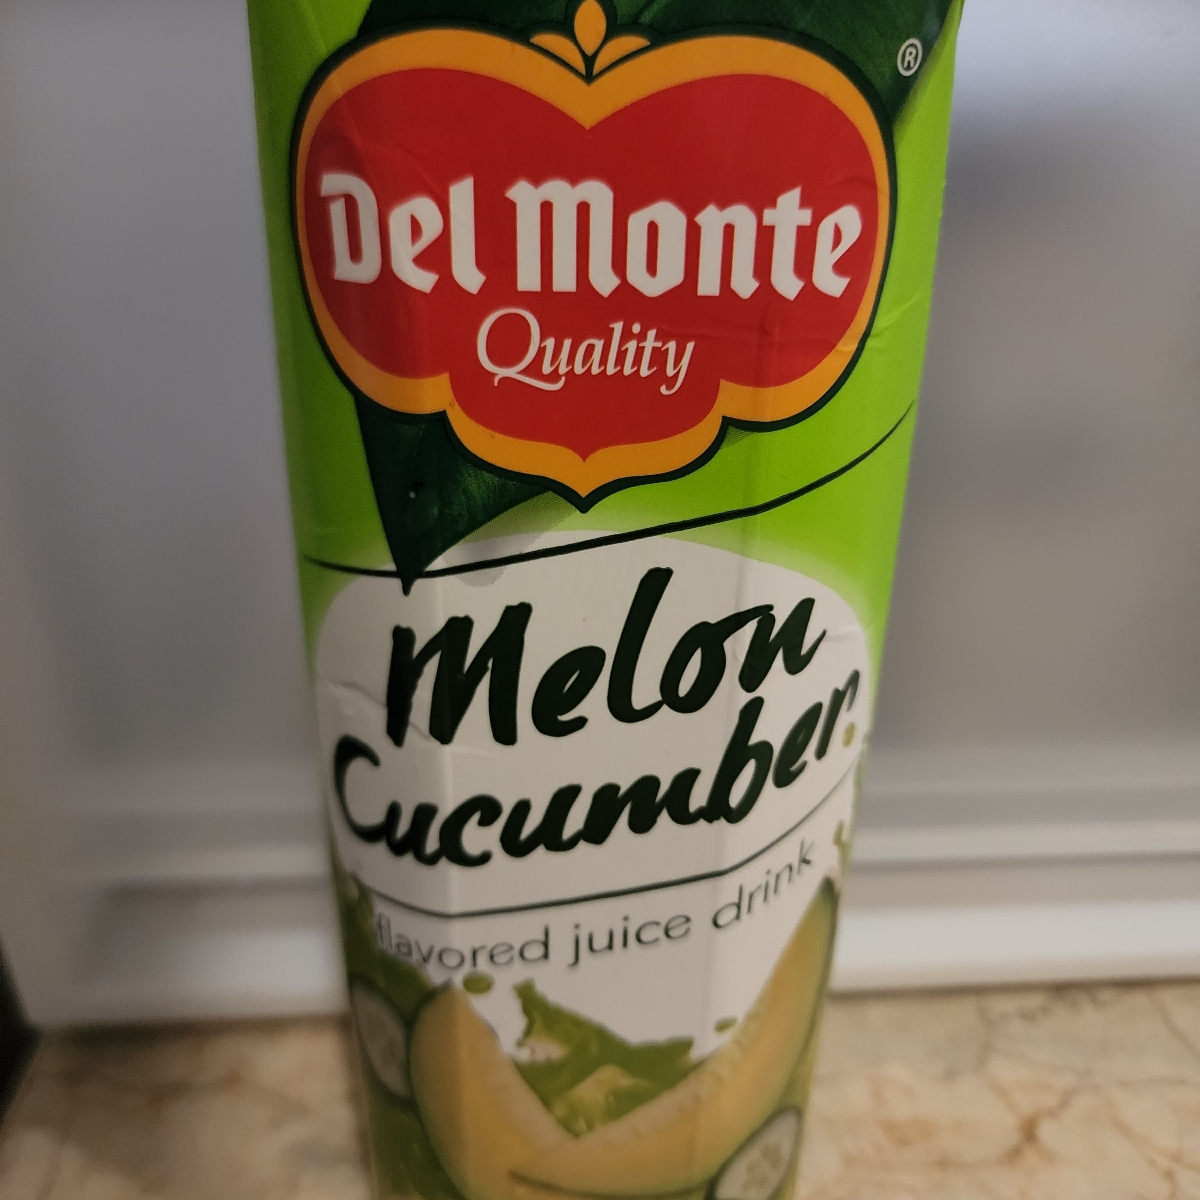 ®
Del Monte
Quality
Melon
Cucumber
flavored juice drink